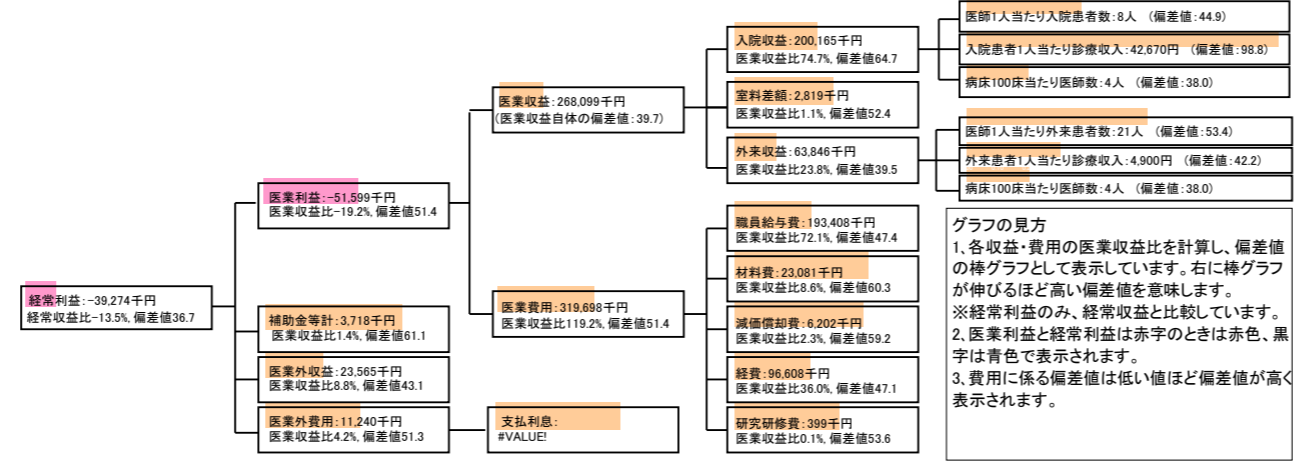 経常利益:-39,274千円
経常収益比-13.5%, 偏差値36.7
医業利益:-51,599千円
医業収益比-19.2%, 偏差値51.4
補助金等計:3,718千円
医業収益比1.4%, 偏差値61.1
医業外収益:23,565千円
医業収益比8.8%, 偏差値43.1
医業外費用:11,240千円
医業収益比4.2%, 偏差値51.3
医業収益:268,099千円
(医業収益自体の偏差値:39.7)
医業費用:319,698千円
医業収益比119.2%, 偏差値51.4
支払利息:
#VALUE!
入院収益:200,165千円
医業収益比74.7%, 偏差値64.7
室料差額:2,819千円
医業収益比1.1%, 偏差値52.4
外来収益:63,846千円
医業収益比23.8%, 偏差値39.5
職員給与費:193,408千円
医業収益比72.1%, 偏差値47.4
材料費:23,081千円
医業収益比8.6%, 偏差値60.3
減価償却費:6,202千円
医業収益比2.3%, 偏差値59.2
経費:96,608千円
医業収益比36.0%, 偏差値47.1
研究研修費:399千円
医業収益比0.1%, 偏差値53.6
医師1人当たり入院患者数:8人 (偏差値:44.9)
入院患者1人当たり診療収入:42,670円 (偏差値:98.8)
病床100床当たり医師数:4人 (偏差値:38.0)
医師1人当たり外来患者数:21人 (偏差値:53.4)
外来患者1人当たり診療収入:4,900円 (偏差値:42.2)
病床100床当たり医師数:4人 (偏差値:38.0)
グラフの見方
1、各収益・費用の医業収益比を計算し、偏差値
の棒グラフとして表示しています。右に棒グラフ
が伸びるほど高い偏差値を意味します。
※経常利益のみ、経常収益と比較しています。
2、医業利益と経常利益は赤字のときは赤色、黒
字は青色で表示されます。
3、費用に係る偏差値は低い値ほど偏差値が高く
表示されます。